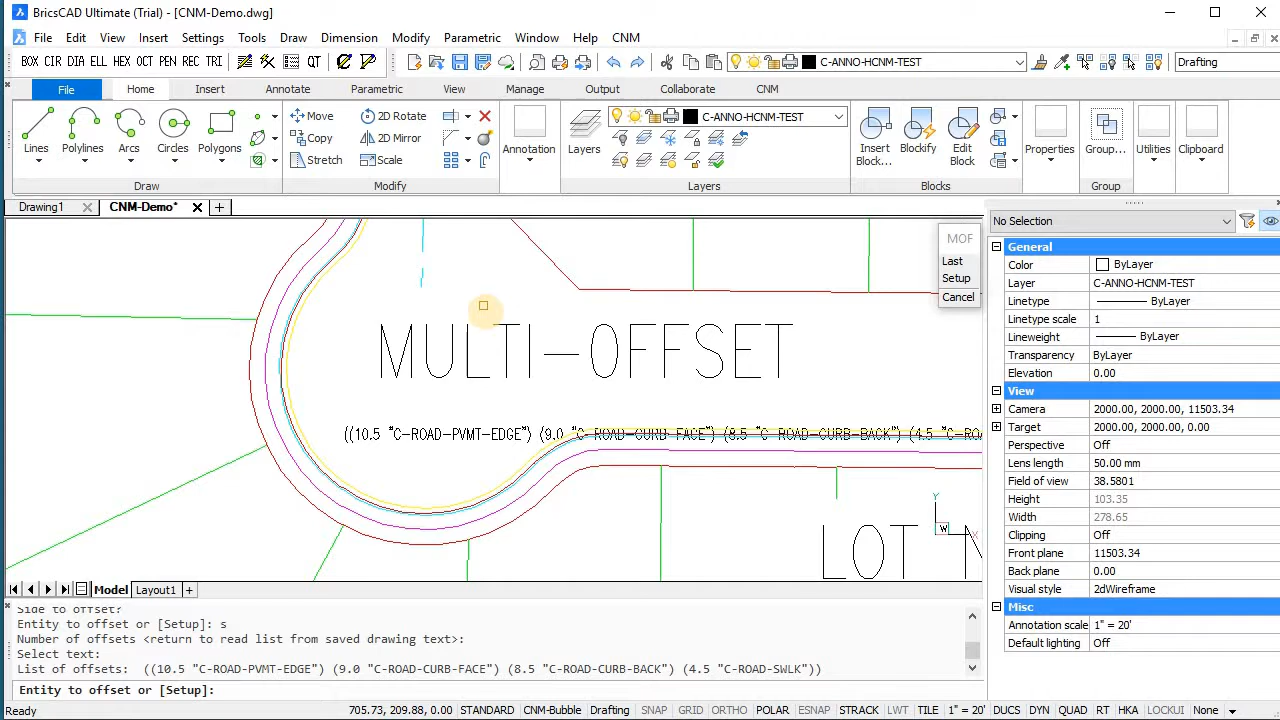 BricsCAD Ultimate (Trial) - [CNM-Demo.dwg]
File Edit View Insert Settings Tools Draw Dimension Modify Parametric Window Help CNM
BOX CIR DIA ELL HEX OCT PEN REC TRI QT C-ANNO-HCNM-TEST Drafting
File Home Insert Annotate Parametric View Manage Output Collaborate CNM
Move 2D Rotate C-ANNO-HCNM-TEST
Copy 2D Mirror
Lines Polylines Arcs Circles Polygons Stretch Scale Annotation Layers Insert Block... Blockify Edit Block Properties Group... Utilities Clipboard
Draw Modify Layers Blocks Group
Drawing1 CNM-Demo*
No Selection
MOF
Last
Setup
Cancel
MULTI-OFFSET
((10.5 "C-ROAD-PVMT-EDGE") (9.0 "C-ROAD-CURB-FACE") (8.5 "C-ROAD-CURB-BACK") (4.5 "C-ROA
LOT N
Y
W
X
General
Color ByLayer
Layer C-ANNO-HCNM-TEST
Linetype ByLayer
Linetype scale 1
Lineweight ByLayer
Transparency ByLayer
Elevation 0.00
View
Camera 2000.00, 2000.00, 11503.34
Target 2000.00, 2000.00, 0.00
Perspective Off
Lens length 50.00 mm
Field of view 38.5801
Height 103.35
Width 278.65
Clipping Off
Front plane 11503.34
Back plane 0.00
Visual style 2dWireframe
Misc
Annotation scale 1" = 20'
Default lighting Off
Model Layout1
Side to offset?
Entity to offset or [Setup]: s
Number of offsets <return to read list from saved drawing text>:
Select text:
List of offsets: ((10.5 "C-ROAD-PVMT-EDGE") (9.0 "C-ROAD-CURB-FACE") (8.5 "C-ROAD-CURB-BACK") (4.5 "C-ROAD-SWLK"))
Entity to offset or [Setup]:
Ready 705.73, 209.88, 0.00 STANDARD CNM-Bubble Drafting SNAP GRID ORTHO POLAR ESNAP STRACK LWT TILE 1" = 20' DUCS DYN QUAD RT HKA LOCKUI None